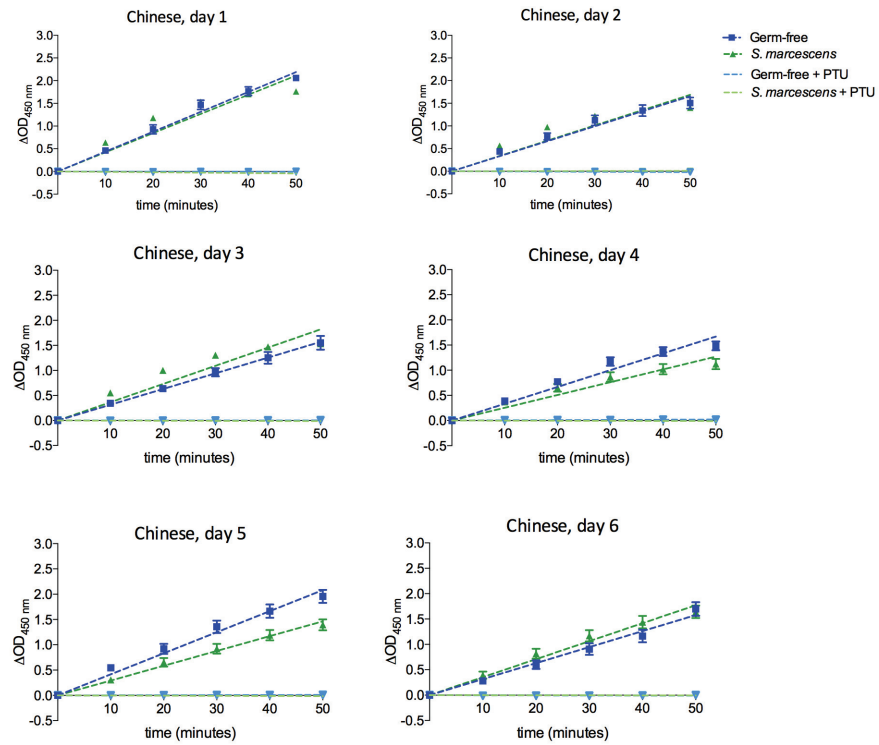 Chinese, day 1
3.0
2.5
2.0
1.5
1.0
0.5
0.0
-0.5
ΔOD450 nm
10 20 30 40 50
time (minutes)
Chinese, day 2
3.0
2.5
2.0
1.5
1.0
0.5
0.0
-0.5
ΔOD450 nm
10 20 30 40 50
time (minutes)
Germ-free
S. marcescens
Germ-free + PTU
S. marcescens + PTU
Chinese, day 3
3.0
2.5
2.0
1.5
1.0
0.5
0.0
-0.5
ΔOD450 nm
10 20 30 40 50
time (minutes)
Chinese, day 4
3.0
2.5
2.0
1.5
1.0
0.5
0.0
-0.5
ΔOD450 nm
10 20 30 40 50
time (minutes)
Chinese, day 5
3.0
2.5
2.0
1.5
1.0
0.5
0.0
-0.5
ΔOD450 nm
10 20 30 40 50
time (minutes)
Chinese, day 6
3.0
2.5
2.0
1.5
1.0
0.5
0.0
-0.5
ΔOD450 nm
10 20 30 40 50
time (minutes)